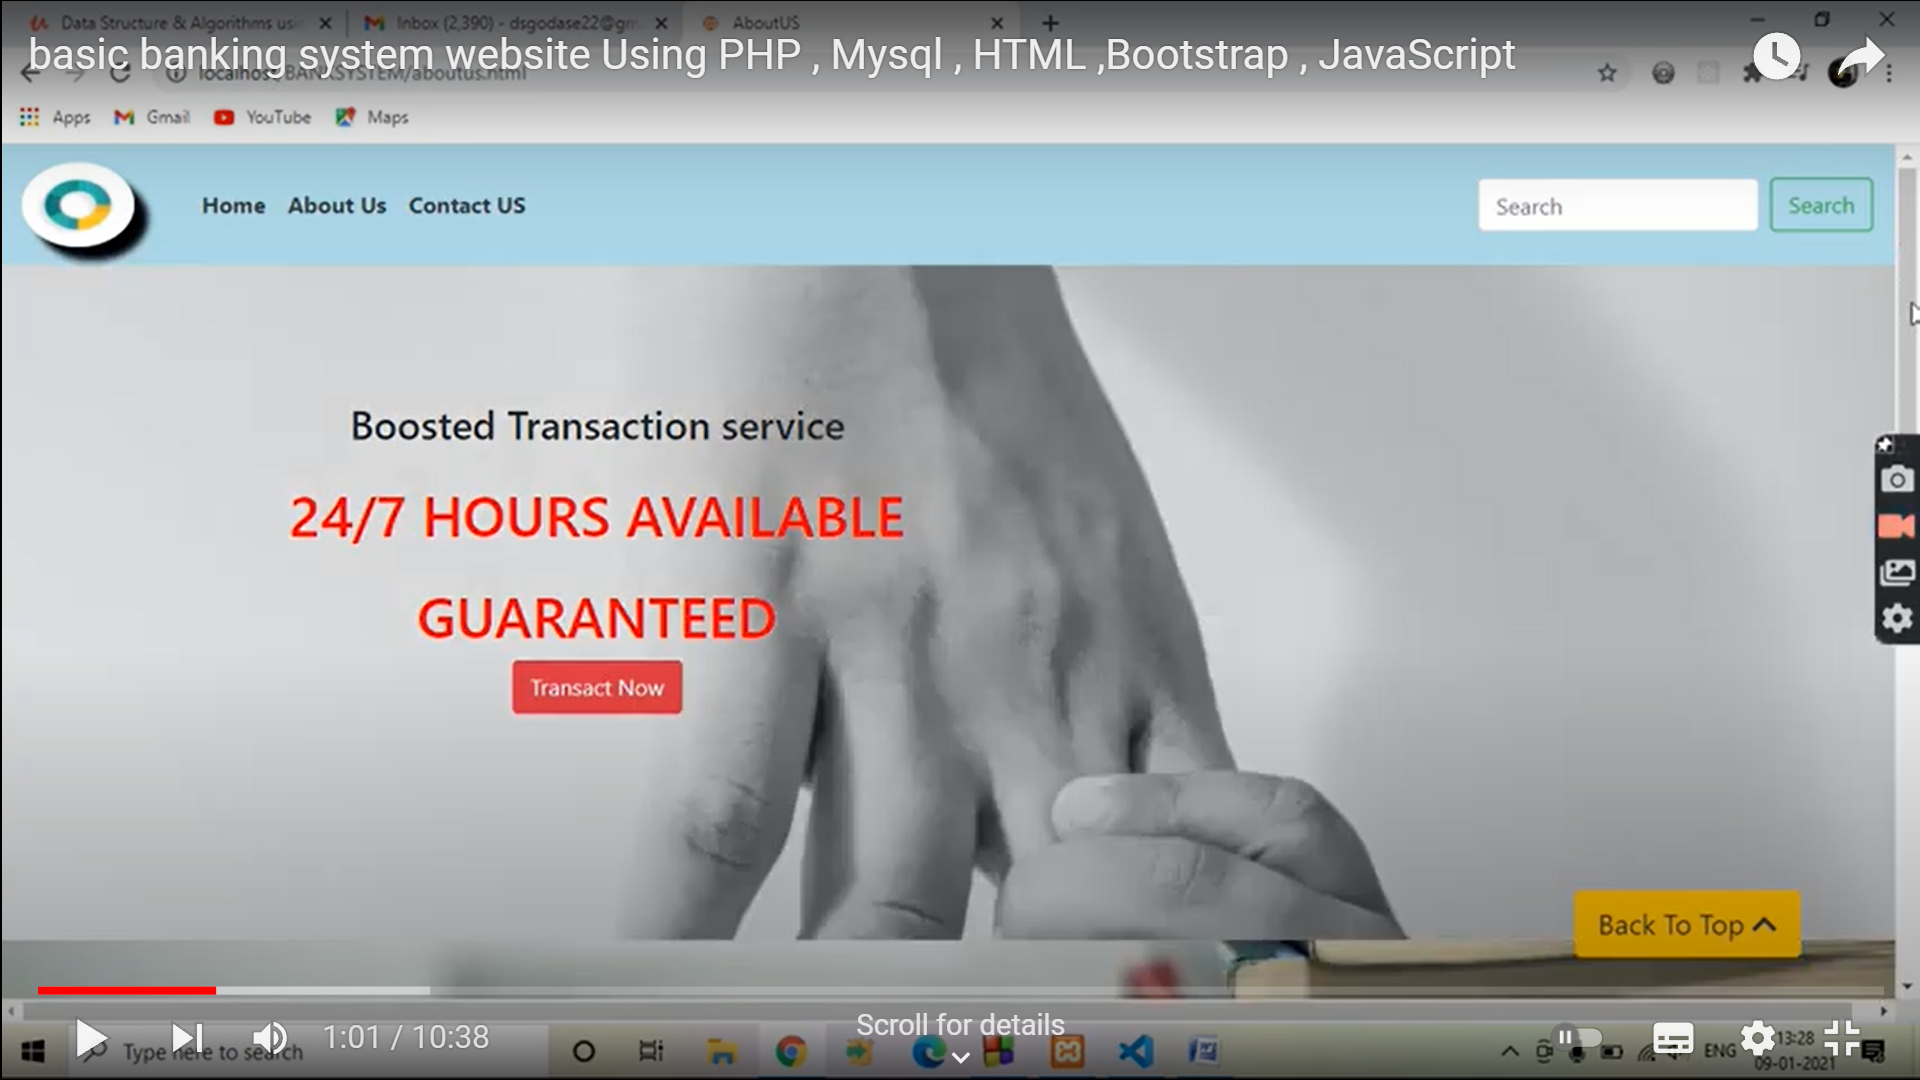 Data Structure & Algorithms usin
Inbox (2,390) - dsgodase22@gm
AboutUS
basic banking system website Using PHP , Mysql , HTML ,Bootstrap , JavaScript
localhost/BANKSYSTEM/aboutus.html
Apps
Gmail
YouTube
Maps
Home
About Us
Contact US
Search
Search
Boosted Transaction service
24/7 HOURS AVAILABLE
GUARANTEED
Transact Now
Back To Top
1:01 / 10:38
Scroll for details
Type here to search
ENG
13:28
09-01-2021